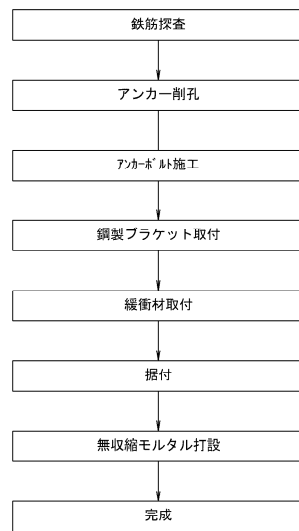 鉄筋探査
アンカー削孔
ｱﾝｶｰﾎﾞﾙﾄ施工
鋼製ブラケット取付
緩衝材取付
据付
無収縮モルタル打設
完成